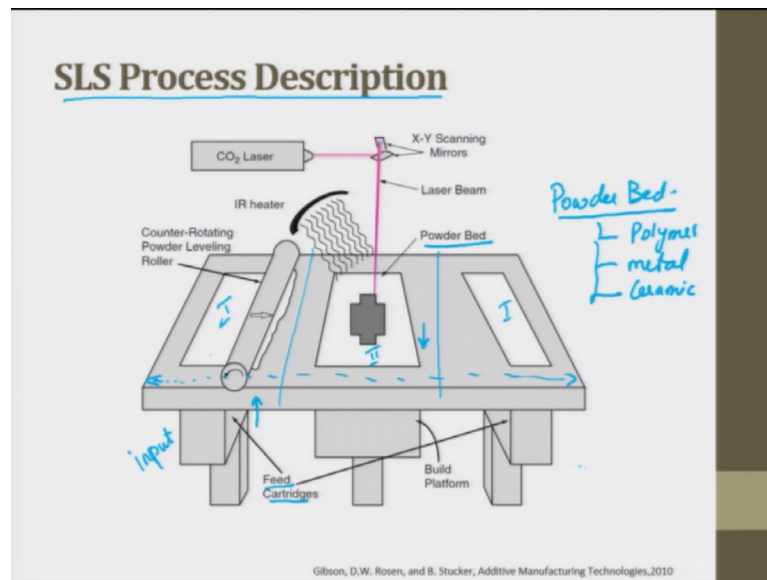 SLS Process Description
X-Y Scanning
Mirrors
CO₂ Laser
Laser Beam
IR heater
Powder Bed
Counter-Rotating
Powder Leveling
Roller
Powder Bed-
Polymer
metal
Ceramic
I
II
I
input
Feed
Cartridges
Build
Platform
Gibson, D.W. Rosen, and B. Stucker, Additive Manufacturing Technologies,2010